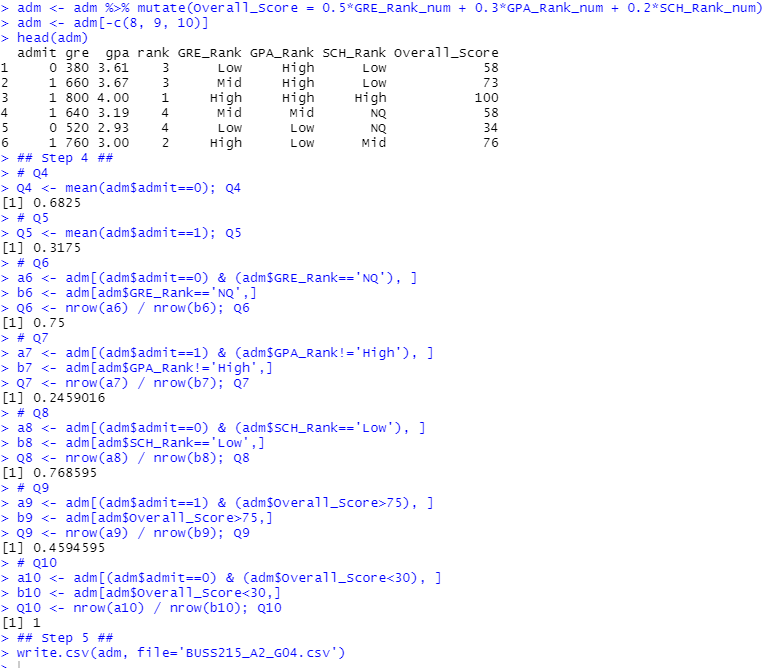 > adm <- adm %>% mutate(Overall_Score = 0.5*GRE_Rank_num + 0.3*GPA_Rank_num + 0.2*SCH_Rank_num)
> adm <- adm[-c(8, 9, 10)]
> head(adm)
  admit gre  gpa rank GRE_Rank GPA_Rank SCH_Rank Overall_Score
1     0 380 3.61    3      Low     High      Low            58
2     1 660 3.67    3      Mid     High      Low            73
3     1 800 4.00    1     High     High     High           100
4     1 640 3.19    4      Mid      Mid       NQ            58
5     0 520 2.93    4      Low      Low       NQ            34
6     1 760 3.00    2     High      Low      Mid            76
> ## Step 4 ##
> # Q4
> Q4 <- mean(adm$admit==0); Q4
[1] 0.6825
> # Q5
> Q5 <- mean(adm$admit==1); Q5
[1] 0.3175
> # Q6
> a6 <- adm[(adm$admit==0) & (adm$GRE_Rank=='NQ'), ]
> b6 <- adm[adm$GRE_Rank=='NQ',]
> Q6 <- nrow(a6) / nrow(b6); Q6
[1] 0.75
> # Q7
> a7 <- adm[(adm$admit==1) & (adm$GPA_Rank!='High'), ]
> b7 <- adm[adm$GPA_Rank!='High',]
> Q7 <- nrow(a7) / nrow(b7); Q7
[1] 0.2459016
> # Q8
> a8 <- adm[(adm$admit==0) & (adm$SCH_Rank=='Low'), ]
> b8 <- adm[adm$SCH_Rank=='Low',]
> Q8 <- nrow(a8) / nrow(b8); Q8
[1] 0.768595
> # Q9
> a9 <- adm[(adm$admit==1) & (adm$Overall_Score>75), ]
> b9 <- adm[adm$Overall_Score>75,]
> Q9 <- nrow(a9) / nrow(b9); Q9
[1] 0.4594595
> # Q10
> a10 <- adm[(adm$admit==0) & (adm$Overall_Score<30), ]
> b10 <- adm[adm$Overall_Score<30,]
> Q10 <- nrow(a10) / nrow(b10); Q10
[1] 1
> ## Step 5 ##
> write.csv(adm, file='BUSS215_A2_G04.csv')
>